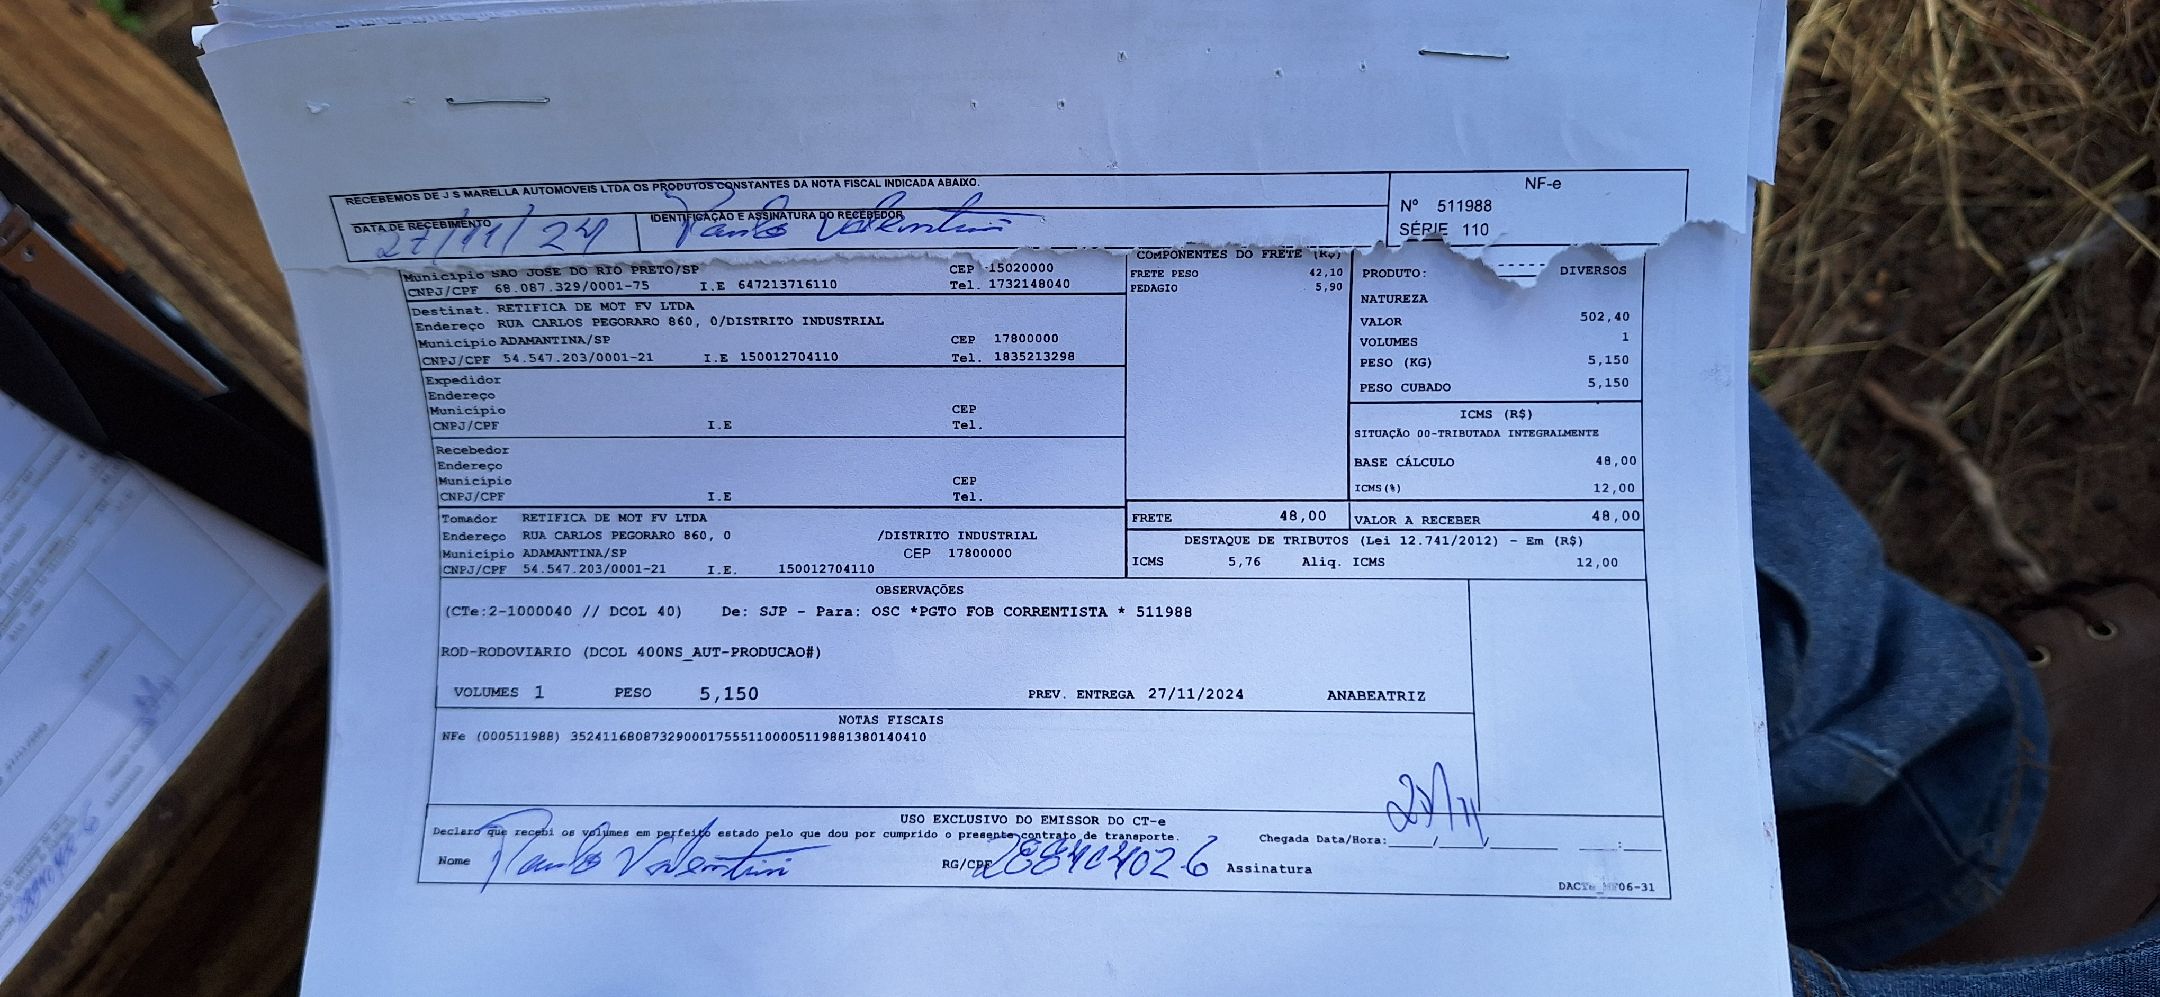 RECEBEMOS DE J S MARELLA AUTOMOVEIS LTDA OS PRODUTOS CONSTANTES DA NOTA FISCAL INDICADA ABAIXO.
NF-e
Nº 511988
SÉRIE 110
DATA DE RECEBIMENTO
27/11/24
IDENTIFICAÇÃO E ASSINATURA DO RECEBEDOR
Paulo Valentini
Município SAO JOSE DO RIO PRETO/SP CEP 15020000
CNPJ/CPF 68.087.329/0001-75 I.E 647213716110 Tel. 1732148040
Destinat. RETIFICA DE MOT FV LTDA
Endereço RUA CARLOS PEGORARO 860, 0/DISTRITO INDUSTRIAL
Município ADAMANTINA/SP CEP 17800000
CNPJ/CPF 54.547.203/0001-21 I.E 150012704110 Tel. 1835213298
Expedidor
Endereço
Município CEP
CNPJ/CPF I.E Tel.
Recebedor
Endereço
Município CEP
CNPJ/CPF I.E Tel.
Tomador RETIFICA DE MOT FV LTDA
Endereço RUA CARLOS PEGORARO 860, 0 /DISTRITO INDUSTRIAL
Município ADAMANTINA/SP CEP 17800000
CNPJ/CPF 54.547.203/0001-21 I.E. 150012704110
COMPONENTES DO FRETE (R$)
FRETE PESO 42,10
PEDAGIO 5,90
PRODUTO: DIVERSOS
NATUREZA
VALOR 502,40
VOLUMES 1
PESO (KG) 5,150
PESO CUBADO 5,150
ICMS (R$)
SITUAÇÃO 00-TRIBUTADA INTEGRALMENTE
BASE CÁLCULO 48,00
ICMS(%) 12,00
FRETE 48,00 VALOR A RECEBER 48,00
DESTAQUE DE TRIBUTOS (Lei 12.741/2012) - Em (R$)
ICMS 5,76 Aliq. ICMS 12,00
OBSERVAÇÕES
(CTe:2-1000040 // DCOL 40) De: SJP - Para: OSC *PGTO FOB CORRENTISTA * 511988
ROD-RODOVIARIO (DCOL 400NS_AUT-PRODUCAO#)
VOLUMES 1 PESO 5,150 PREV. ENTREGA 27/11/2024 ANABEATRIZ
NOTAS FISCAIS
NFe (000511988) 35241168087329000175551100005119881380140410
27/11
USO EXCLUSIVO DO EMISSOR DO CT-e
Declaro que recebi os volumes em perfeito estado pelo que dou por cumprido o presente contrato de transporte.
Chegada Data/Hora:
Nome Paulo Valentini RG/CPF Assinatura